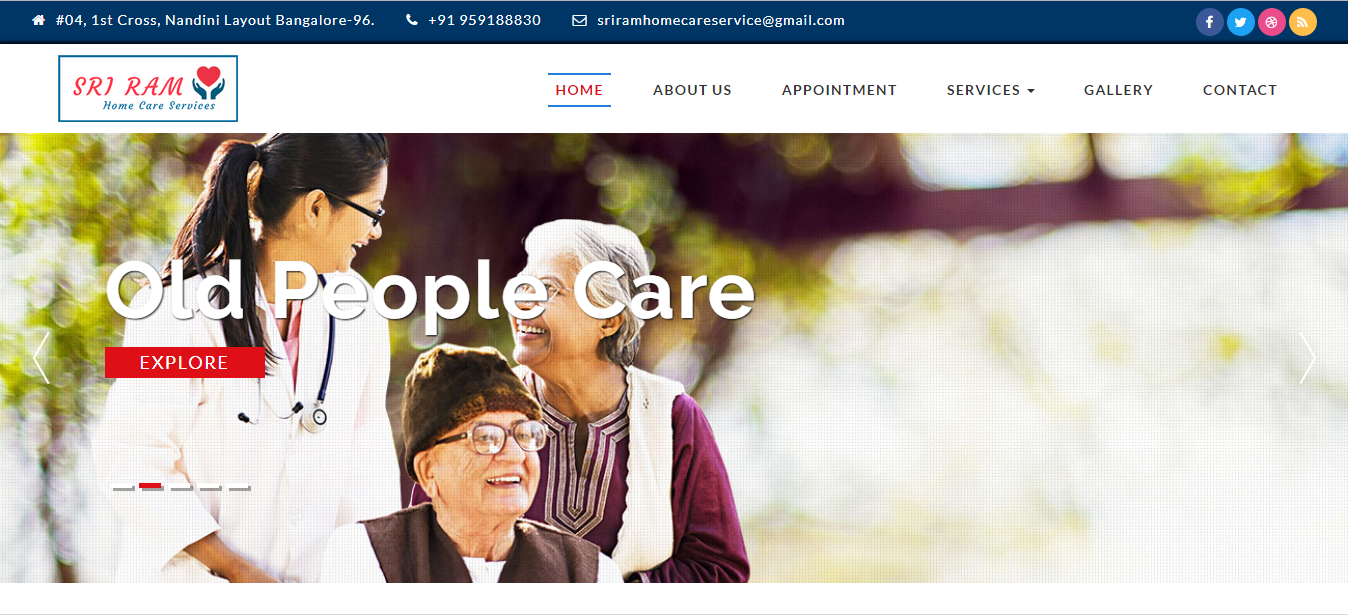 #04, 1st Cross, Nandini Layout Bangalore-96. +91 959188830 sriramhomecareservice@gmail.com
SRI RAM
Home Care Services
HOME ABOUT US APPOINTMENT SERVICES GALLERY CONTACT
Old People Care
EXPLORE